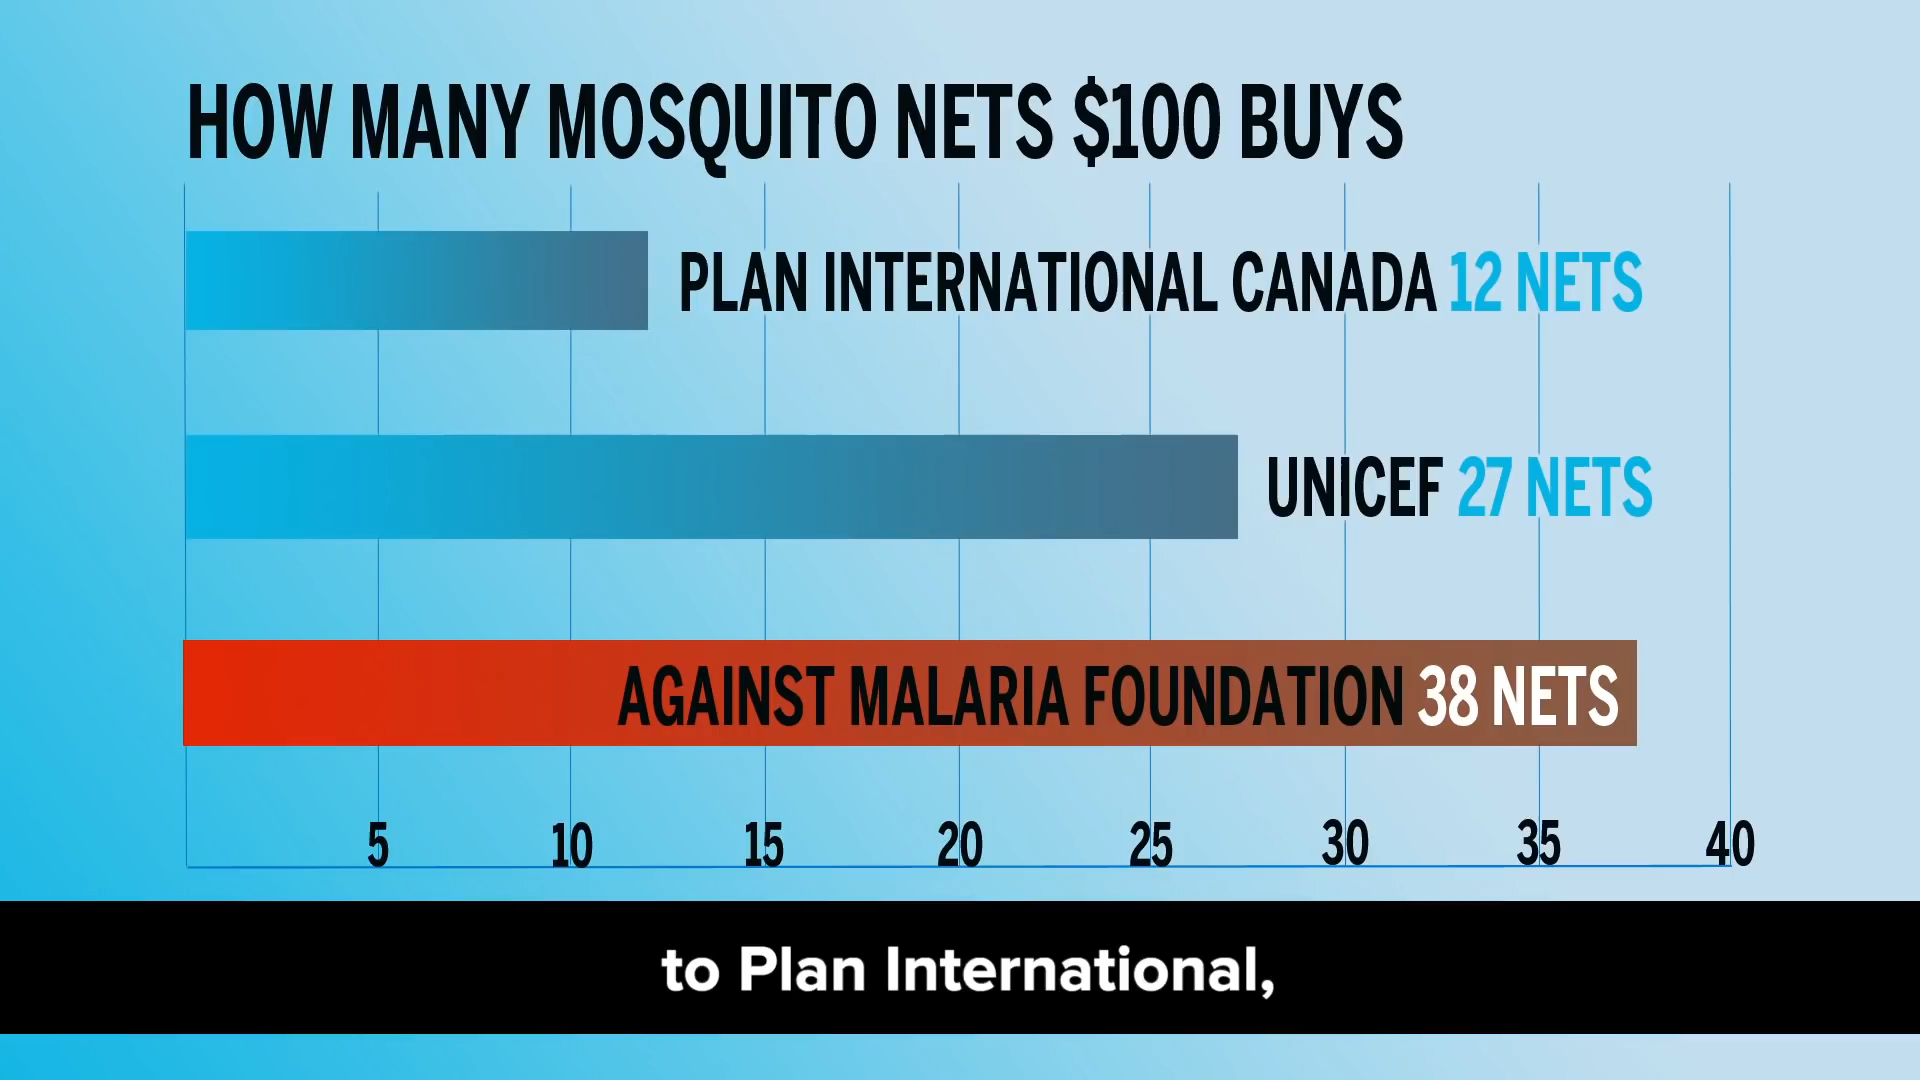 HOW MANY MOSQUITO NETS $100 BUYS
PLAN INTERNATIONAL CANADA 12 NETS
UNICEF 27 NETS
AGAINST MALARIA FOUNDATION 38 NETS
5 10 15 20 25 30 35 40
to Plan International,